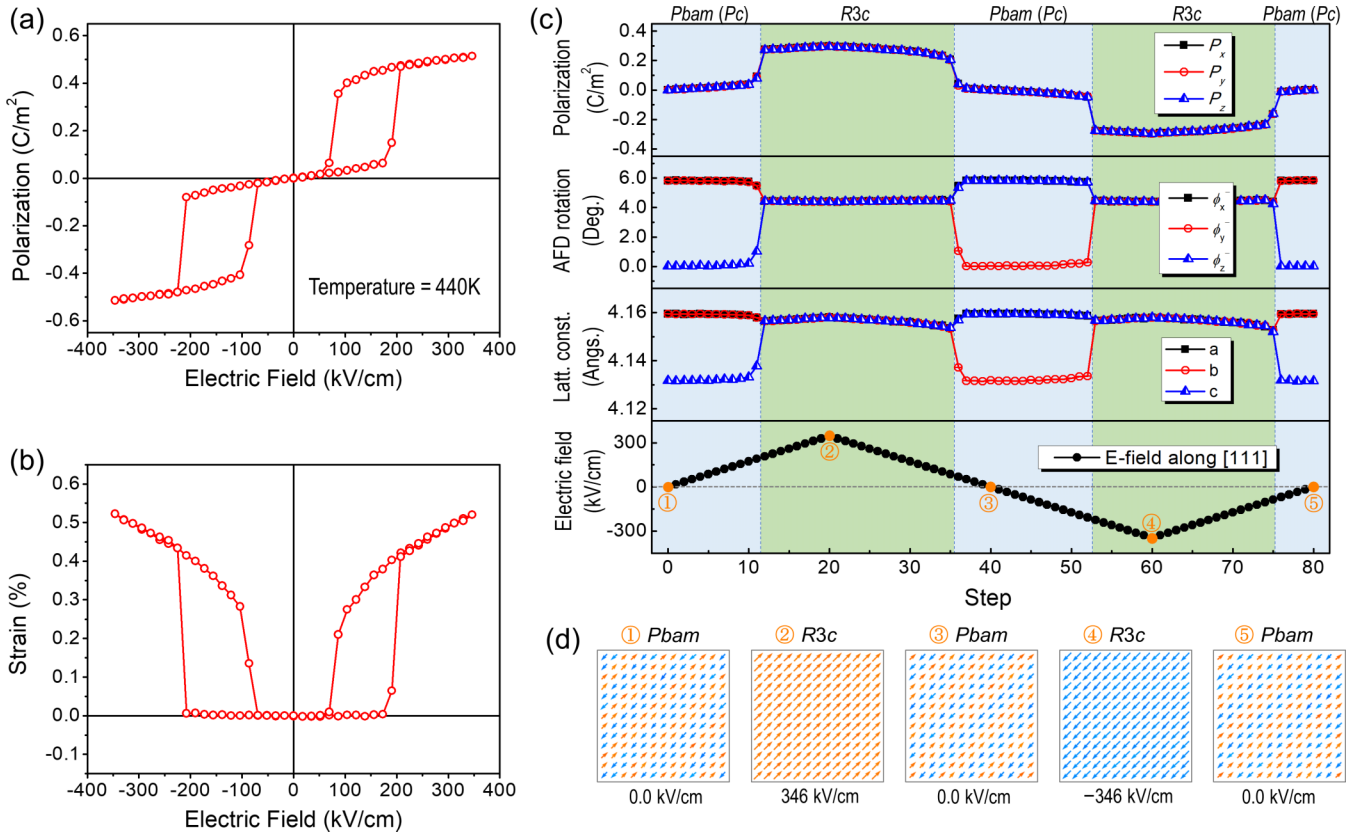 (a)
Polarization (C/m²)
0.6
0.4
0.2
0.0
-0.2
-0.4
-0.6
Temperature = 440K
-400 -300 -200 -100 0 100 200 300 400
Electric Field (kV/cm)
(b)
Strain (%)
0.6
0.5
0.4
0.3
0.2
0.1
0.0
-0.1
-400 -300 -200 -100 0 100 200 300 400
Electric Field (kV/cm)
(c)
Pbam (Pc) R3c Pbam (Pc) R3c Pbam (Pc)
Polarization
(C/m²)
0.4
0.2
0.0
-0.2
-0.4
Px
Py
Pz
AFD rotation
(Deg.)
6.0
4.0
2.0
0.0
ϕx⁻
ϕy⁻
ϕz⁻
Latt. const.
(Angs.)
4.16
4.14
4.12
a
b
c
Electric field
(kV/cm)
300
0
-300
E-field along [111]
① ② ③ ④ ⑤
0 10 20 30 40 50 60 70 80
Step
(d)
① Pbam ② R3c ③ Pbam ④ R3c ⑤ Pbam
0.0 kV/cm 346 kV/cm 0.0 kV/cm −346 kV/cm 0.0 kV/cm